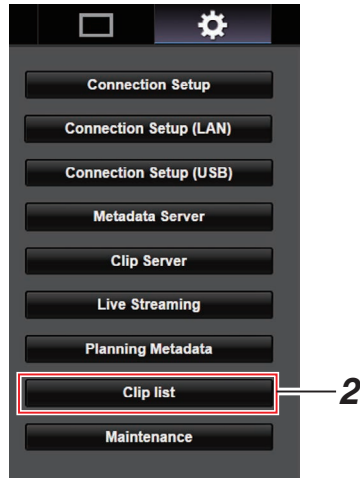 Connection Setup
Connection Setup (LAN)
Connection Setup (USB)
Metadata Server
Clip Server
Live Streaming
Planning Metadata
Clip list
2
Maintenance